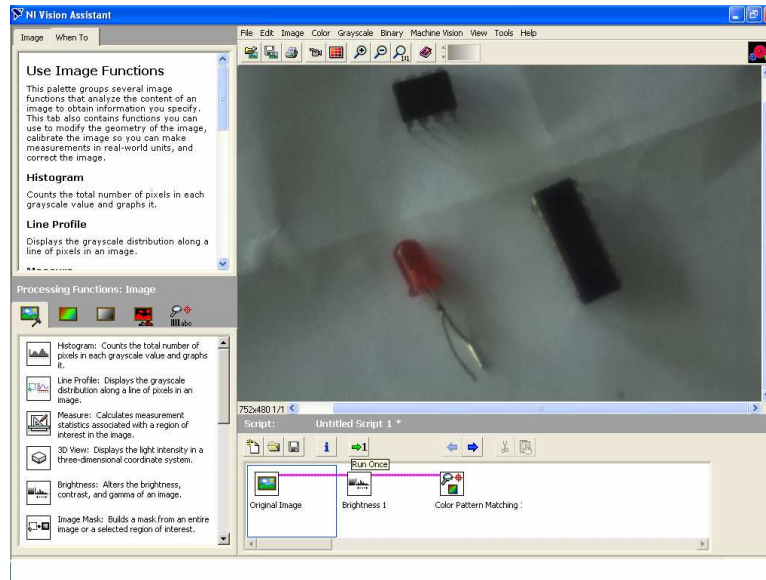 NI Vision Assistant
Image When To
File Edit Image Color Grayscale Binary Machine Vision View Tools Help
Use Image Functions
This palette groups several image
functions that analyze the content of an
image to obtain information you specify.
This tab also contains functions you can
use to modify the geometry of the image,
calibrate the image so you can make
measurements in real-world units, and
correct the image.
Histogram
Counts the total number of pixels in each
grayscale value and graphs it.
Line Profile
Displays the grayscale distribution along a
line of pixels in an image.
Processing Functions: Image
abc
Histogram: Counts the total number of
pixels in each grayscale value and graphs
it.
Line Profile: Displays the grayscale
distribution along a line of pixels in an
image.
Measure: Calculates measurement
statistics associated with a region of
interest in the image.
3D View: Displays the light intensity in a
three-dimensional coordinate system.
Brightness: Alters the brightness,
contrast, and gamma of an image.
Image Mask: Builds a mask from an entire
image or a selected region of interest.
752x480 1/1
Script: Untitled Script 1 *
1
Run Once
Original Image Brightness 1 Color Pattern Matching